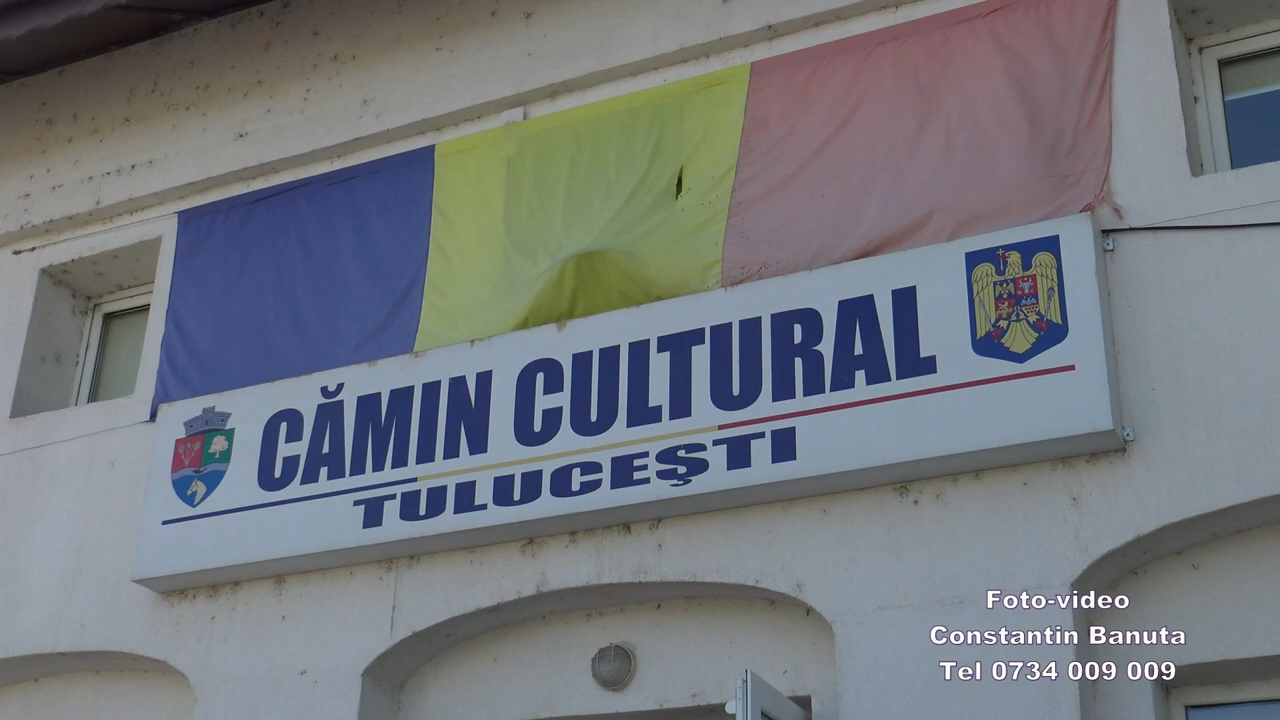 CĂMIN CULTURAL
TULUCEŞTI
Foto-video
Constantin Banuta
Tel 0734 009 009